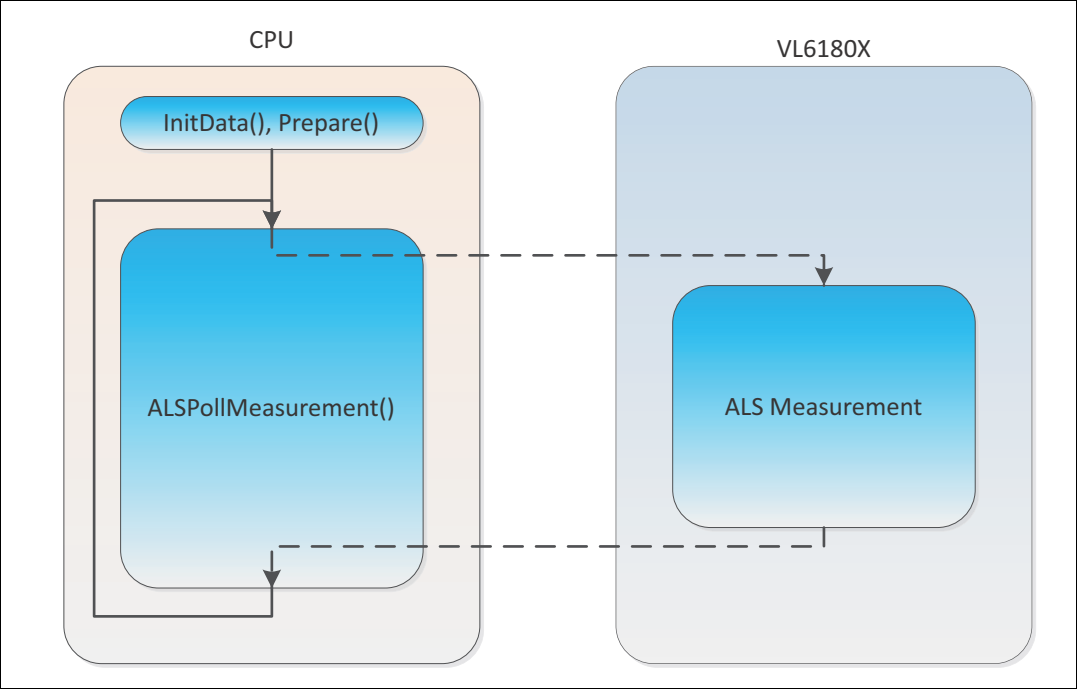 CPU
VL6180X
InitData(), Prepare()
ALSPollMeasurement()
ALS Measurement